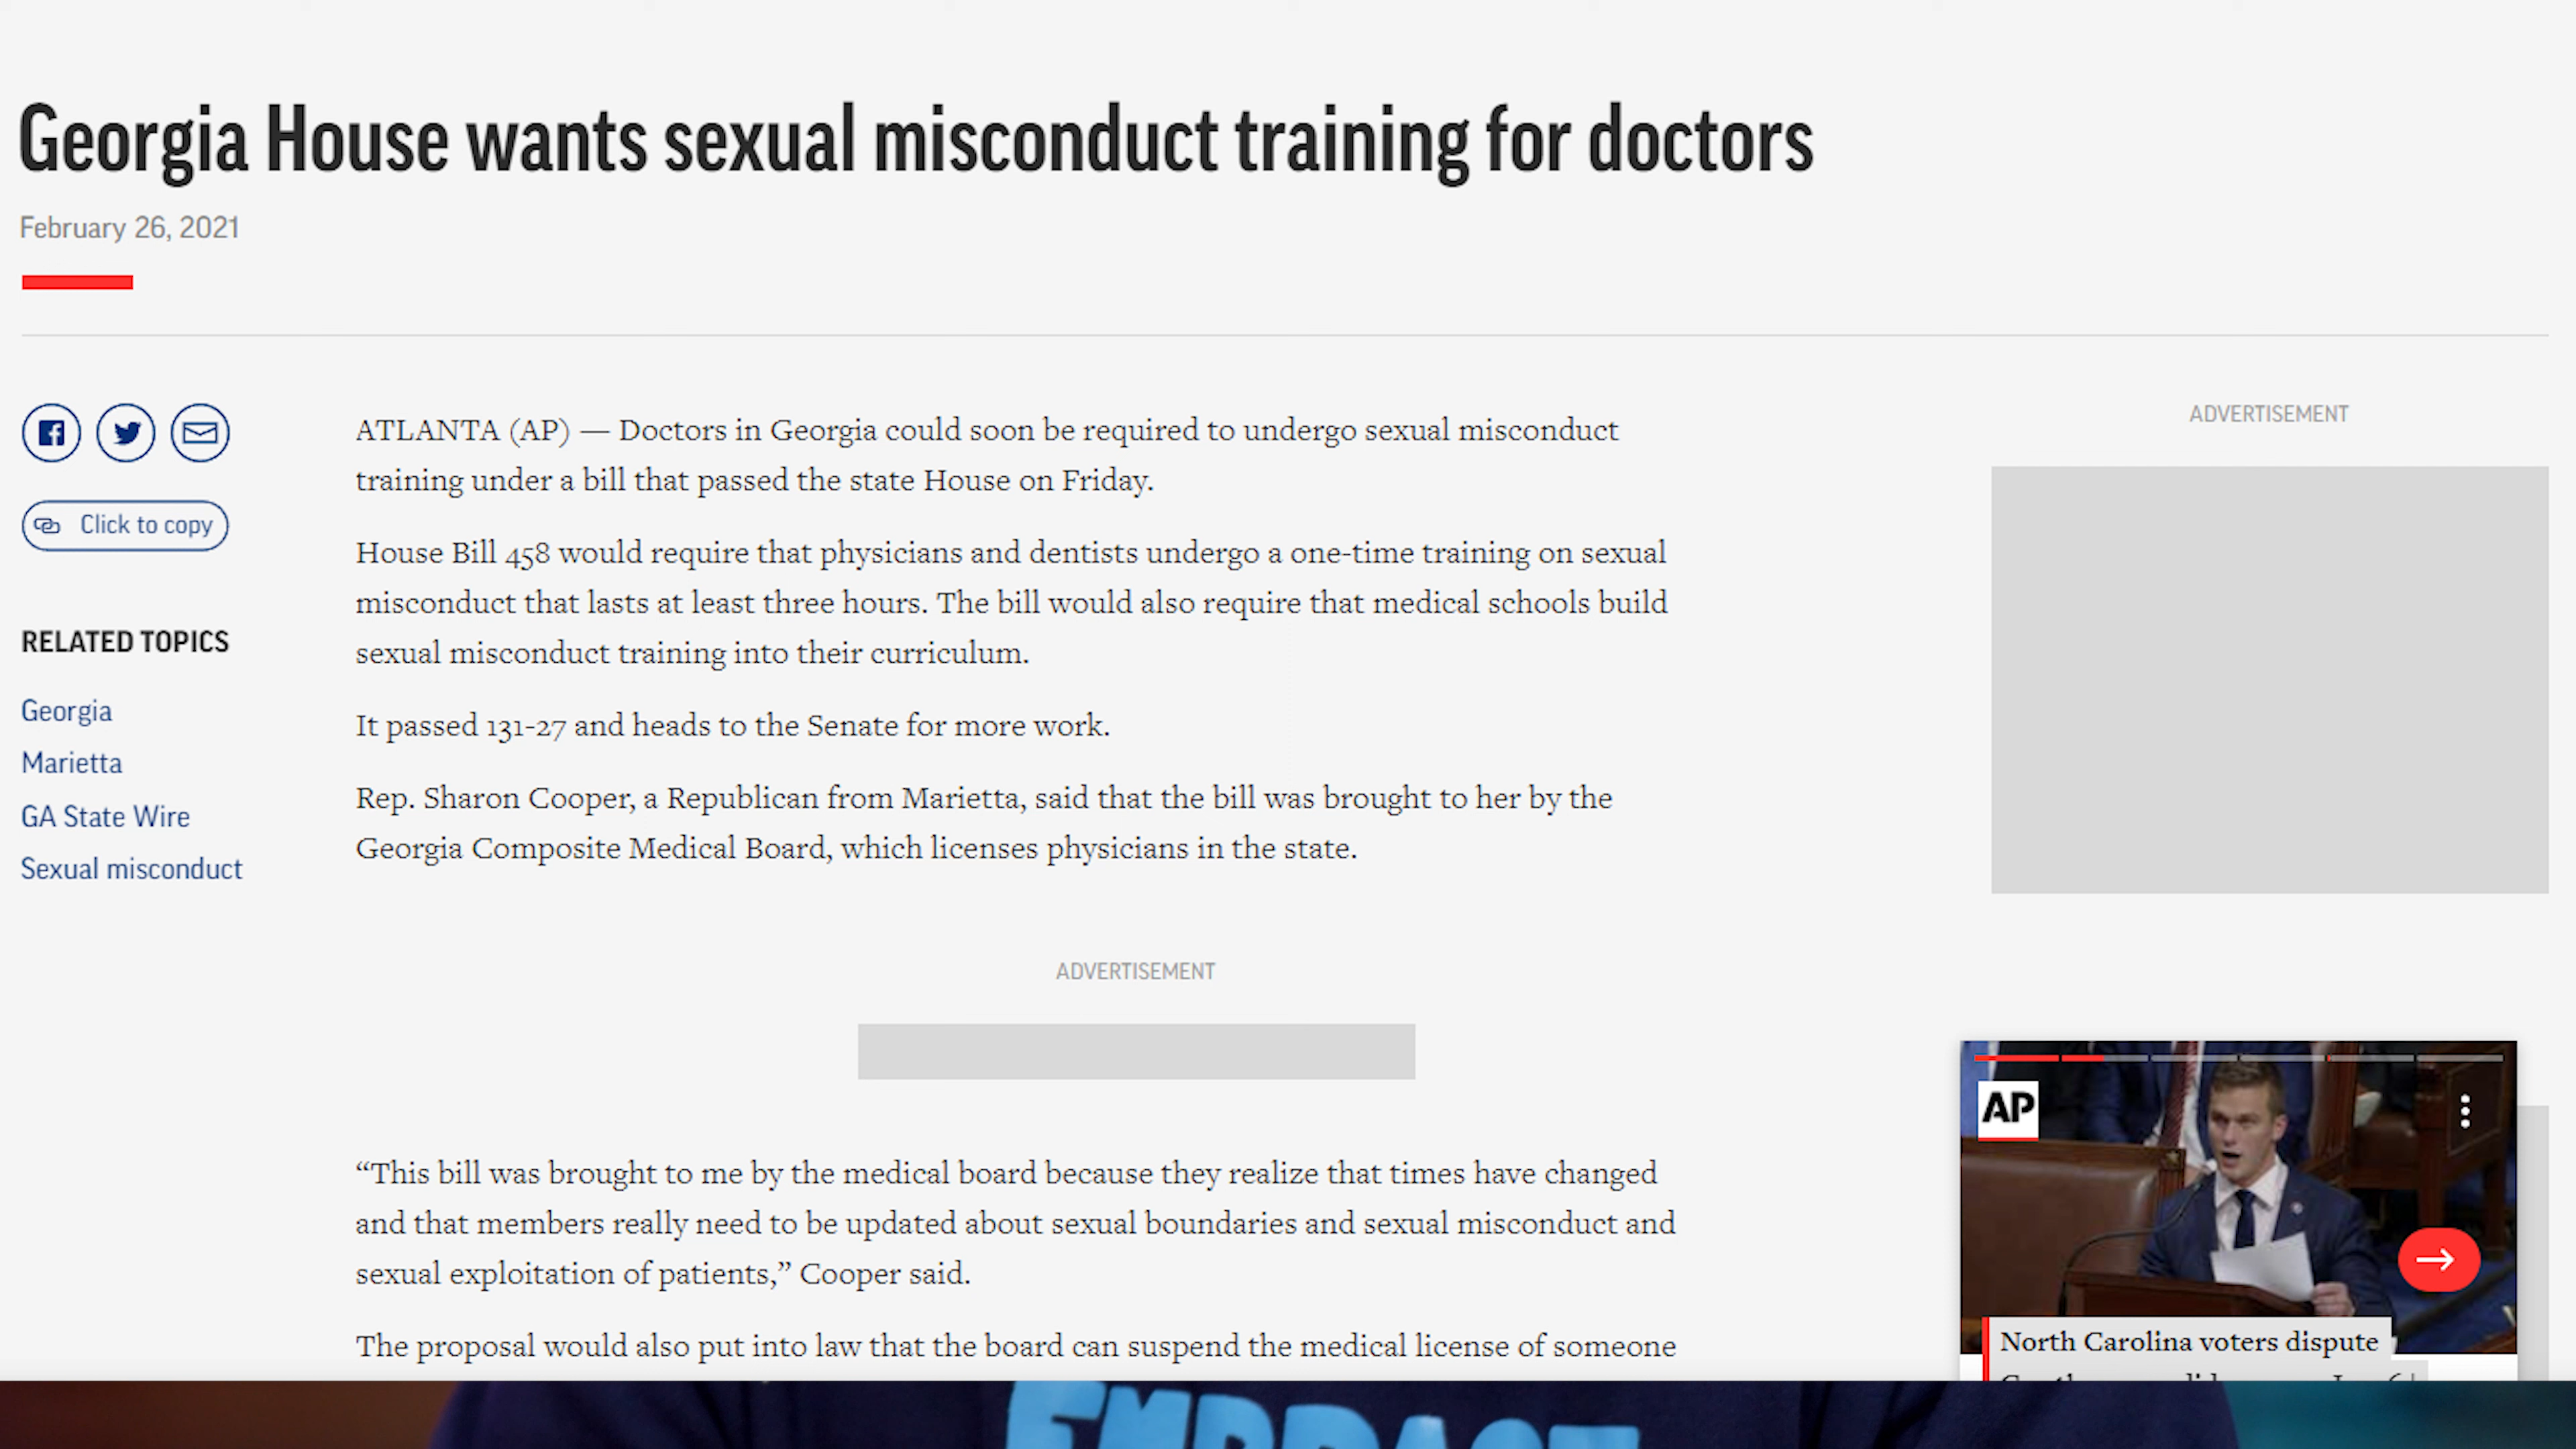 Georgia House wants sexual misconduct training for doctors
February 26, 2021
Click to copy
RELATED TOPICS
Georgia
Marietta
GA State Wire
Sexual misconduct
ATLANTA (AP) — Doctors in Georgia could soon be required to undergo sexual misconduct
training under a bill that passed the state House on Friday.
House Bill 458 would require that physicians and dentists undergo a one-time training on sexual
misconduct that lasts at least three hours. The bill would also require that medical schools build
sexual misconduct training into their curriculum.
It passed 131-27 and heads to the Senate for more work.
Rep. Sharon Cooper, a Republican from Marietta, said that the bill was brought to her by the
Georgia Composite Medical Board, which licenses physicians in the state.
ADVERTISEMENT
“This bill was brought to me by the medical board because they realize that times have changed
and that members really need to be updated about sexual boundaries and sexual misconduct and
sexual exploitation of patients,” Cooper said.
The proposal would also put into law that the board can suspend the medical license of someone
ADVERTISEMENT
AP
North Carolina voters dispute